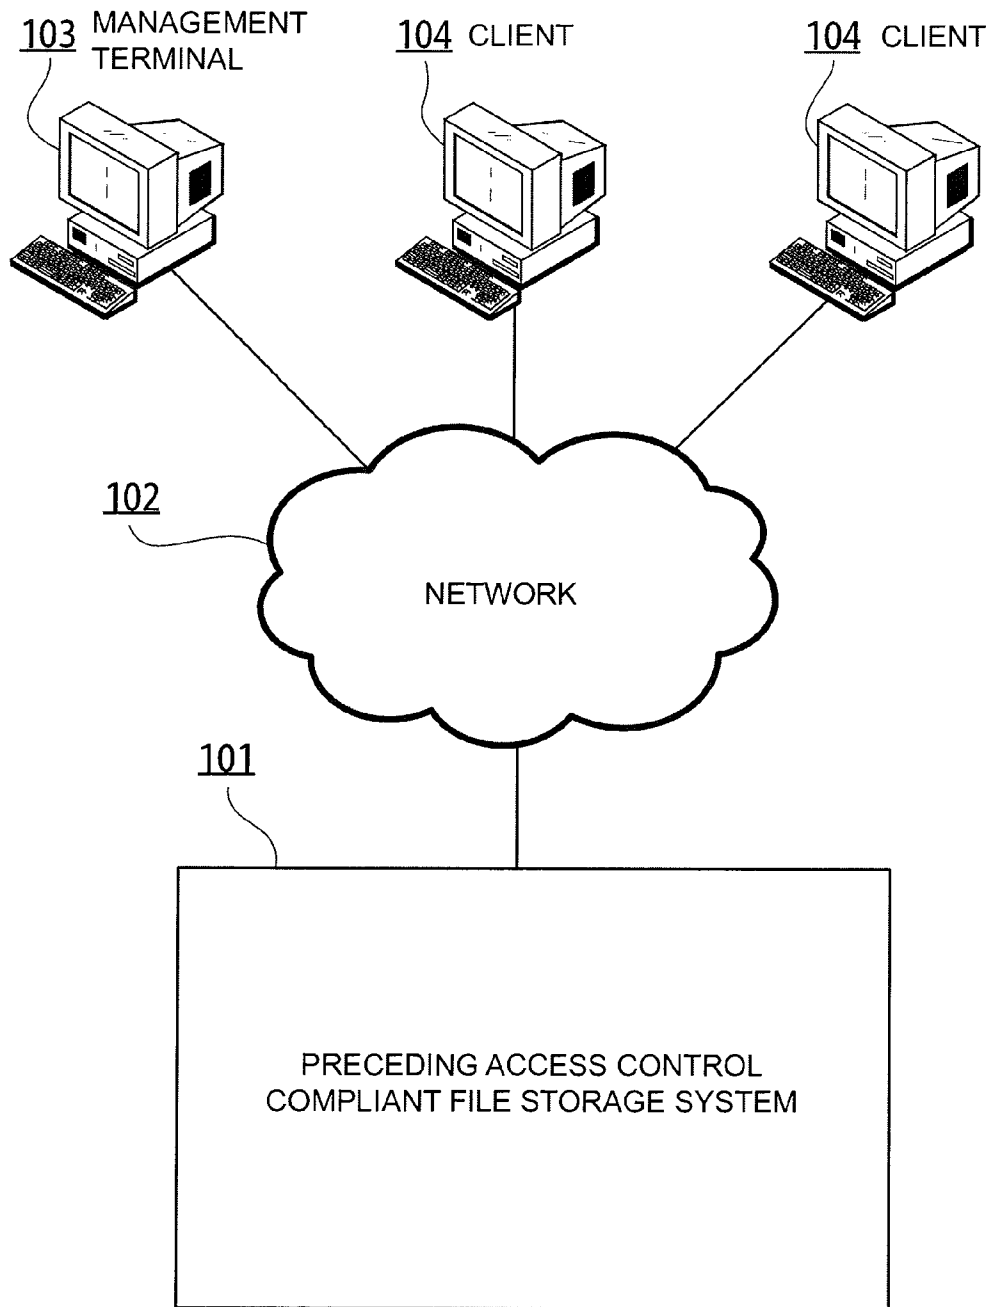 103 MANAGEMENT
TERMINAL
104 CLIENT
104 CLIENT
102
NETWORK
101
PRECEDING ACCESS CONTROL
COMPLIANT FILE STORAGE SYSTEM